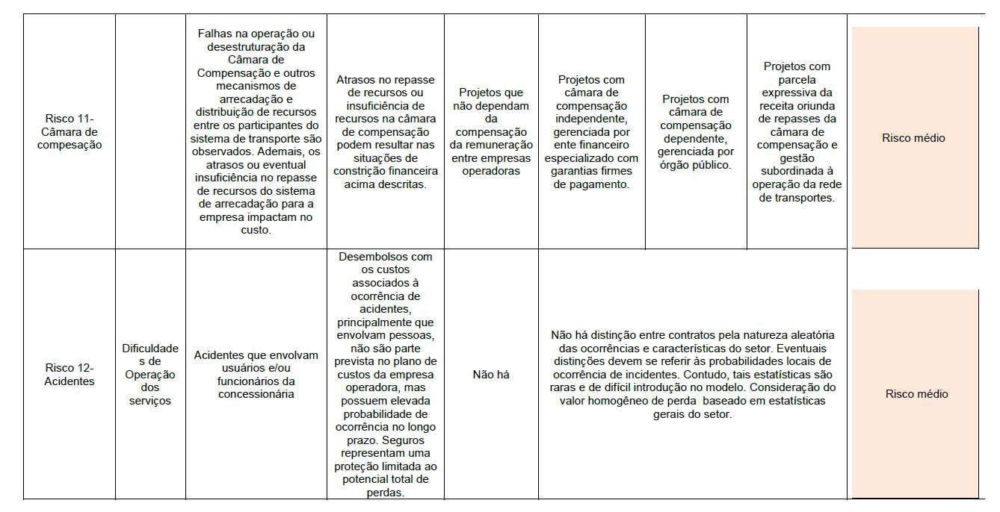 Risco 11-
Câmara de
compesação
Falhas na operação ou
desestruturação da
Câmara de
Compensação e outros
mecanismos de
arrecadação e
distribuição de recursos
entre os participantes do
sistema de transporte são
observados. Ademais, os
atrasos ou eventual
insuficiência no repasse
de recursos do sistema
de arrecadação para a
empresa impactam no
custo.
Atrasos no repasse
de recursos ou
insuficiência de
recursos na câmara
de compensação
podem resultar nas
situações de
constrição financeira
acima descritas.
Projetos que
não dependam
da
compensação
da remuneração
entre empresas
operadoras
Projetos com
câmara de
compensação
independente,
gerenciada por
ente financeiro
especializado com
garantias firmes
de pagamento.
Projetos com
câmara de
compensação
dependente,
gerenciada por
órgão público.
Projetos com
parcela
expressiva da
receita oriunda
de repasses da
câmara de
compensação e
gestão
subordinada à
operação da rede
de transportes.
Risco médio
Risco 12-
Acidentes
Dificuldade
s de
Operação
dos
serviços
Acidentes que envolvam
usuários e/ou
funcionários da
concessionária
Desembolsos com
os custos
associados à
ocorrência de
acidentes,
principalmente que
envolvam pessoas,
não são parte
prevista no plano de
custos da empresa
operadora, mas
possuem elevada
probabilidade de
ocorrência no longo
prazo. Seguros
representam uma
proteção limitada ao
potencial total de
perdas.
Não há
Não há distinção entre contratos pela natureza aleatória
das ocorrências e características do setor. Eventuais
distinções devem se referir às probabilidades locais de
ocorrência de incidentes. Contudo, tais estatísticas são
raras e de difícil introdução no modelo. Consideração do
valor homogêneo de perda  baseado em estatísticas
gerais do setor.
Risco médio